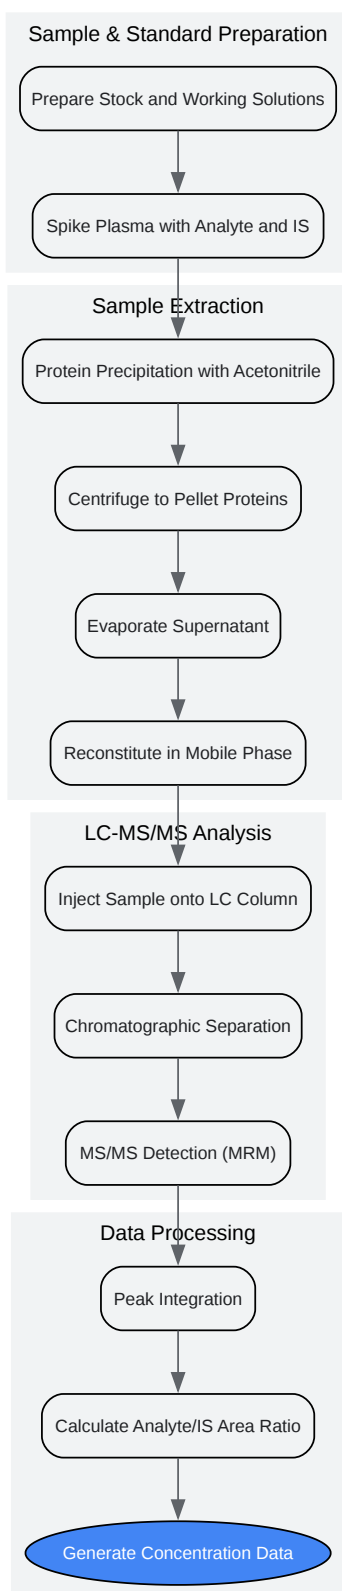 Sample & Standard Preparation
Prepare Stock and Working Solutions
Spike Plasma with Analyte and IS
Sample Extraction
Protein Precipitation with Acetonitrile
Centrifuge to Pellet Proteins
Evaporate Supernatant
Reconstitute in Mobile Phase
LC-MS/MS Analysis
Inject Sample onto LC Column
Chromatographic Separation
MS/MS Detection (MRM)
Data Processing
Peak Integration
Calculate Analyte/IS Area Ratio
Generate Concentration Data